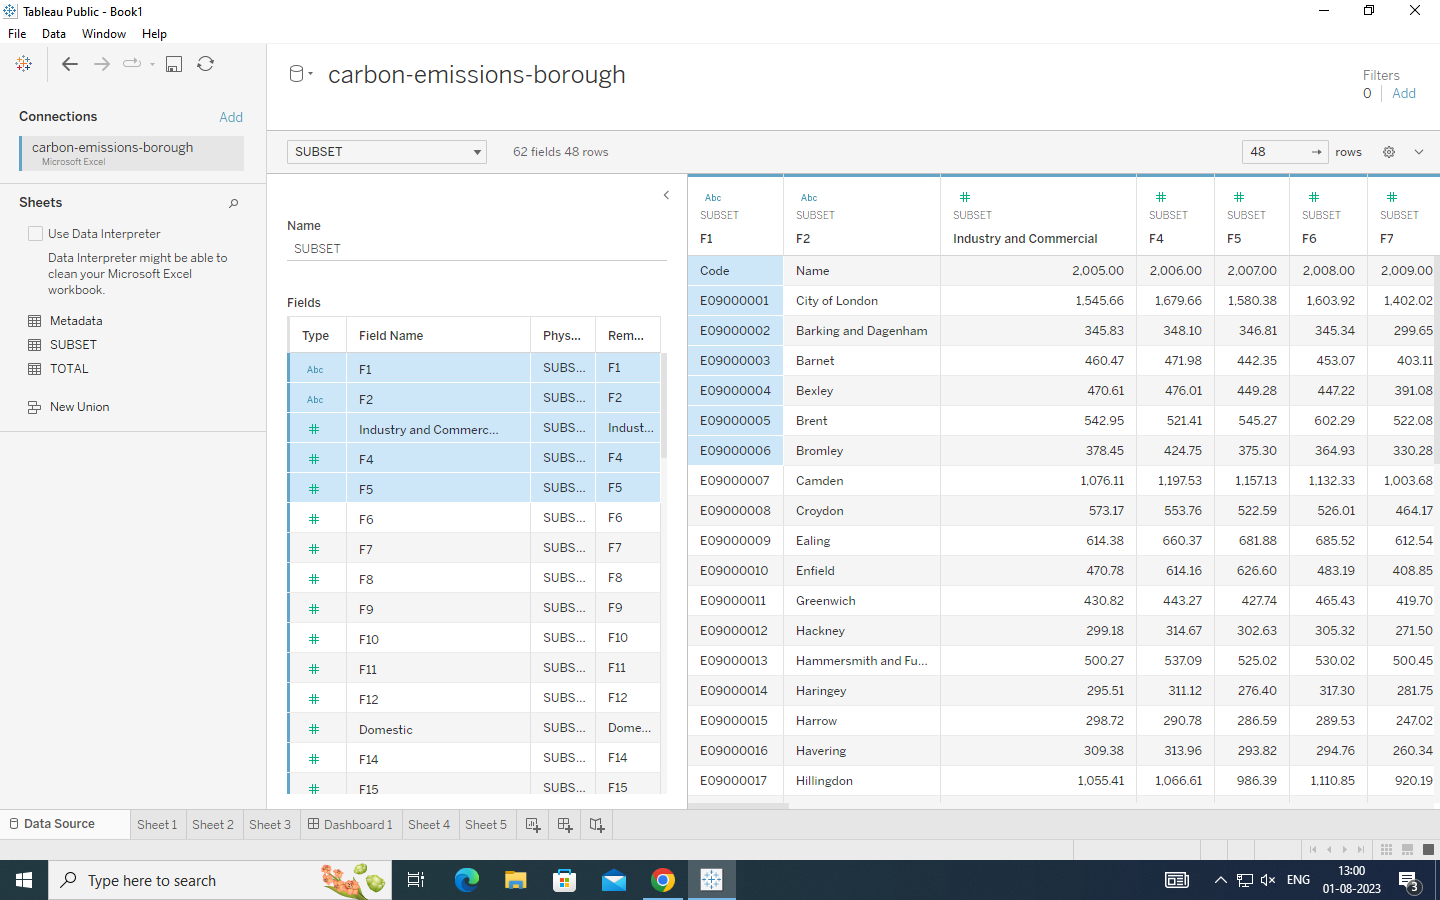 Tableau Public - Book1
File Data Window Help
Connections Add
carbon-emissions-borough
Microsoft Excel
Sheets
Use Data Interpreter
Data Interpreter might be able to
clean your Microsoft Excel
workbook.
Metadata
SUBSET
TOTAL
New Union
carbon-emissions-borough
Filters
0 Add
SUBSET 62 fields 48 rows 48 → rows
Name
SUBSET
Fields
Type Field Name Phys... Rem...
Abc F1 SUBS... F1
Abc F2 SUBS... F2
# Industry and Commerc... SUBS... Indust...
# F4 SUBS... F4
# F5 SUBS... F5
# F6 SUBS... F6
# F7 SUBS... F7
# F8 SUBS... F8
# F9 SUBS... F9
# F10 SUBS... F10
# F11 SUBS... F11
# F12 SUBS... F12
# Domestic SUBS... Dome...
# F14 SUBS... F14
# F15 SUBS... F15
Abc Abc # # # # #
SUBSET SUBSET SUBSET SUBSET SUBSET SUBSET SUBSET
F1 F2 Industry and Commercial F4 F5 F6 F7
Code Name 2,005.00 2,006.00 2,007.00 2,008.00 2,009.00
E09000001 City of London 1,545.66 1,679.66 1,580.38 1,603.92 1,402.02
E09000002 Barking and Dagenham 345.83 348.10 346.81 345.34 299.65
E09000003 Barnet 460.47 471.98 442.35 453.07 403.11
E09000004 Bexley 470.61 476.01 449.28 447.22 391.08
E09000005 Brent 542.95 521.41 545.27 602.29 522.08
E09000006 Bromley 378.45 424.75 375.30 364.93 330.28
E09000007 Camden 1,076.11 1,197.53 1,157.13 1,132.33 1,003.68
E09000008 Croydon 573.17 553.76 522.59 526.01 464.17
E09000009 Ealing 614.38 660.37 681.88 685.52 612.54
E09000010 Enfield 470.78 614.16 626.60 483.19 408.85
E09000011 Greenwich 430.82 443.27 427.74 465.43 419.70
E09000012 Hackney 299.18 314.67 302.63 305.32 271.50
E09000013 Hammersmith and Fu... 500.27 537.09 525.02 530.02 500.45
E09000014 Haringey 295.51 311.12 276.40 317.30 281.75
E09000015 Harrow 298.72 290.78 286.59 289.53 247.02
E09000016 Havering 309.38 313.96 293.82 294.76 260.34
E09000017 Hillingdon 1,055.41 1,066.61 986.39 1,110.85 920.19
Data Source Sheet 1 Sheet 2 Sheet 3 Dashboard 1 Sheet 4 Sheet 5
Type here to search
ENG
13:00
01-08-2023
3